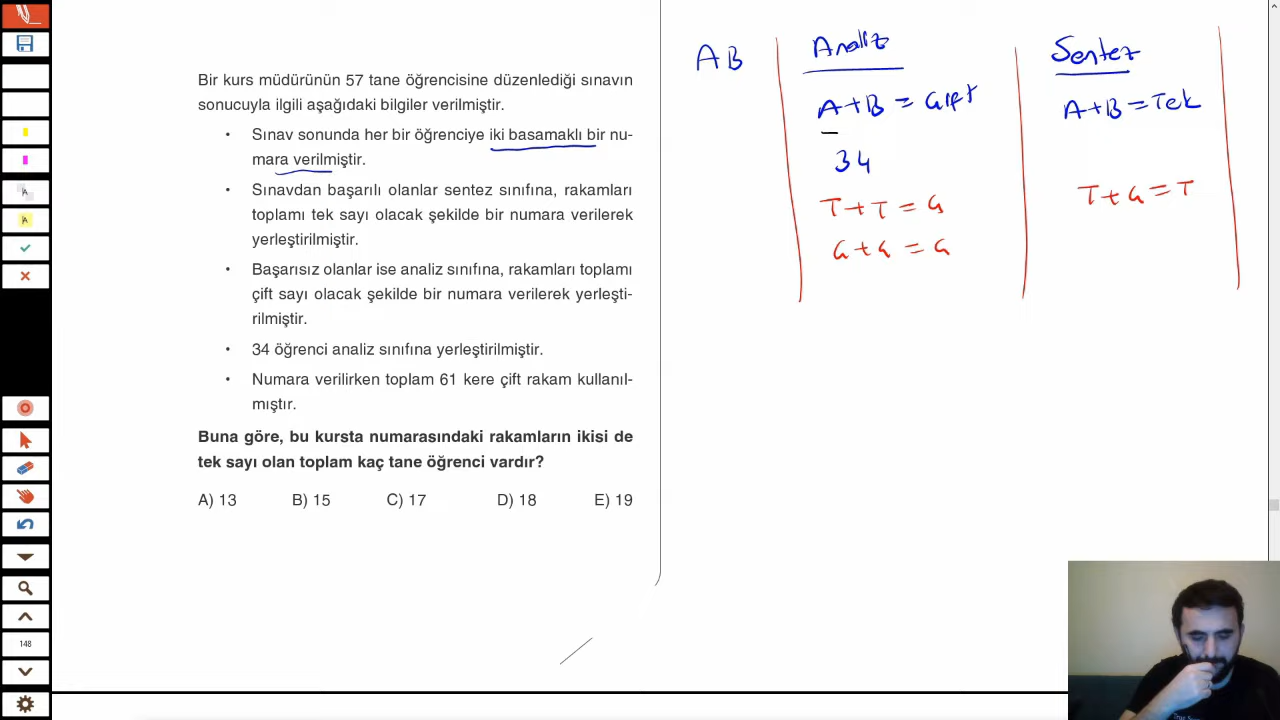 Bir kurs müdürünün 57 tane öğrencisine düzenlediği sınavın
sonucuyla ilgili aşağıdaki bilgiler verilmiştir.
• Sınav sonunda her bir öğrenciye iki basamaklı bir nu-
mara verilmiştir.
• Sınavdan başarılı olanlar sentez sınıfına, rakamları
toplamı tek sayı olacak şekilde bir numara verilerek
yerleştirilmiştir.
• Başarısız olanlar ise analiz sınıfına, rakamları toplamı
çift sayı olacak şekilde bir numara verilerek yerleşti-
rilmiştir.
• 34 öğrenci analiz sınıfına yerleştirilmiştir.
• Numara verilirken toplam 61 kere çift rakam kullanıl-
mıştır.
Buna göre, bu kursta numarasındaki rakamların ikisi de
tek sayı olan toplam kaç tane öğrenci vardır?
A) 13 B) 15 C) 17 D) 18 E) 19
AB
Analiz
A+B = Çift
34
T+T = Ç
Ç+Ç = Ç
Sentez
A+B = Tek
T+Ç = T
A
A
148